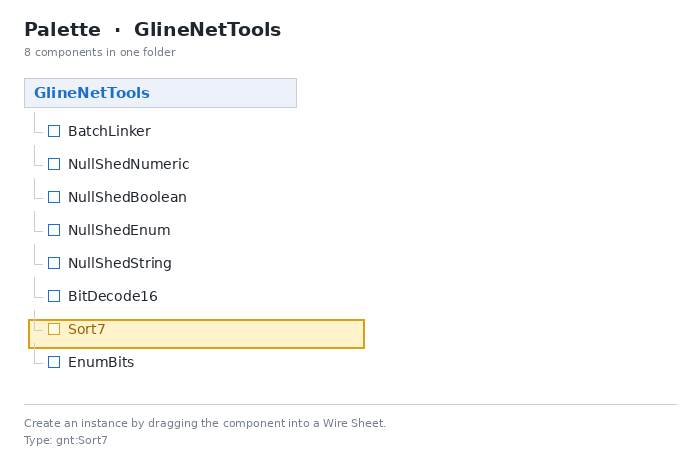 Palette · GlineNetTools
8 components in one folder
GlineNetTools
BatchLinker
NullShedNumeric
NullShedBoolean
NullShedEnum
NullShedString
BitDecode16
Sort7
EnumBits
Create an instance by dragging the component into a Wire Sheet.
Type: gnt:Sort7